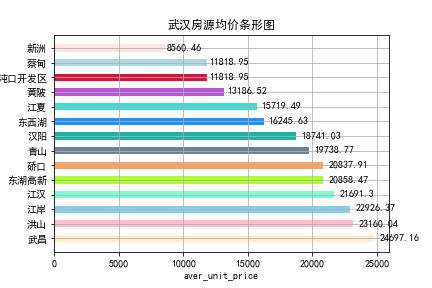 武汉房源均价条形图
新洲 8560.46
蔡甸 11818.95
沌口开发区 11818.95
黄陂 13186.52
江夏 15719.49
东西湖 16245.63
汉阳 18741.03
青山 19738.77
硚口 20837.91
东湖高新 20858.47
江汉 21691.3
江岸 22926.37
洪山 23160.04
武昌 24697.16
0 5000 10000 15000 20000 25000
aver_unit_price